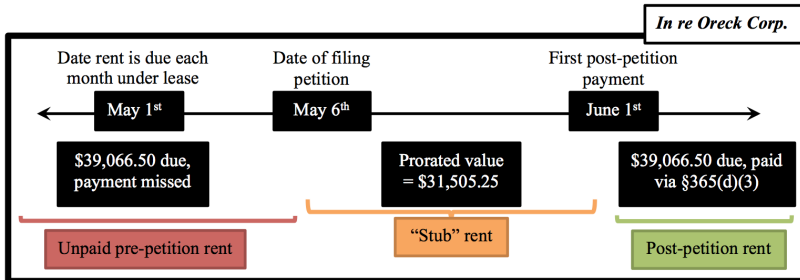 In re Oreck Corp.
Date rent is due each
month under lease
Date of filing
petition
First post-petition
payment
May 1st
May 6th
June 1st
$39,066.50 due,
payment missed
Prorated value
= $31,505.25
$39,066.50 due, paid
via §365(d)(3)
Unpaid pre-petition rent
“Stub” rent
Post-petition rent